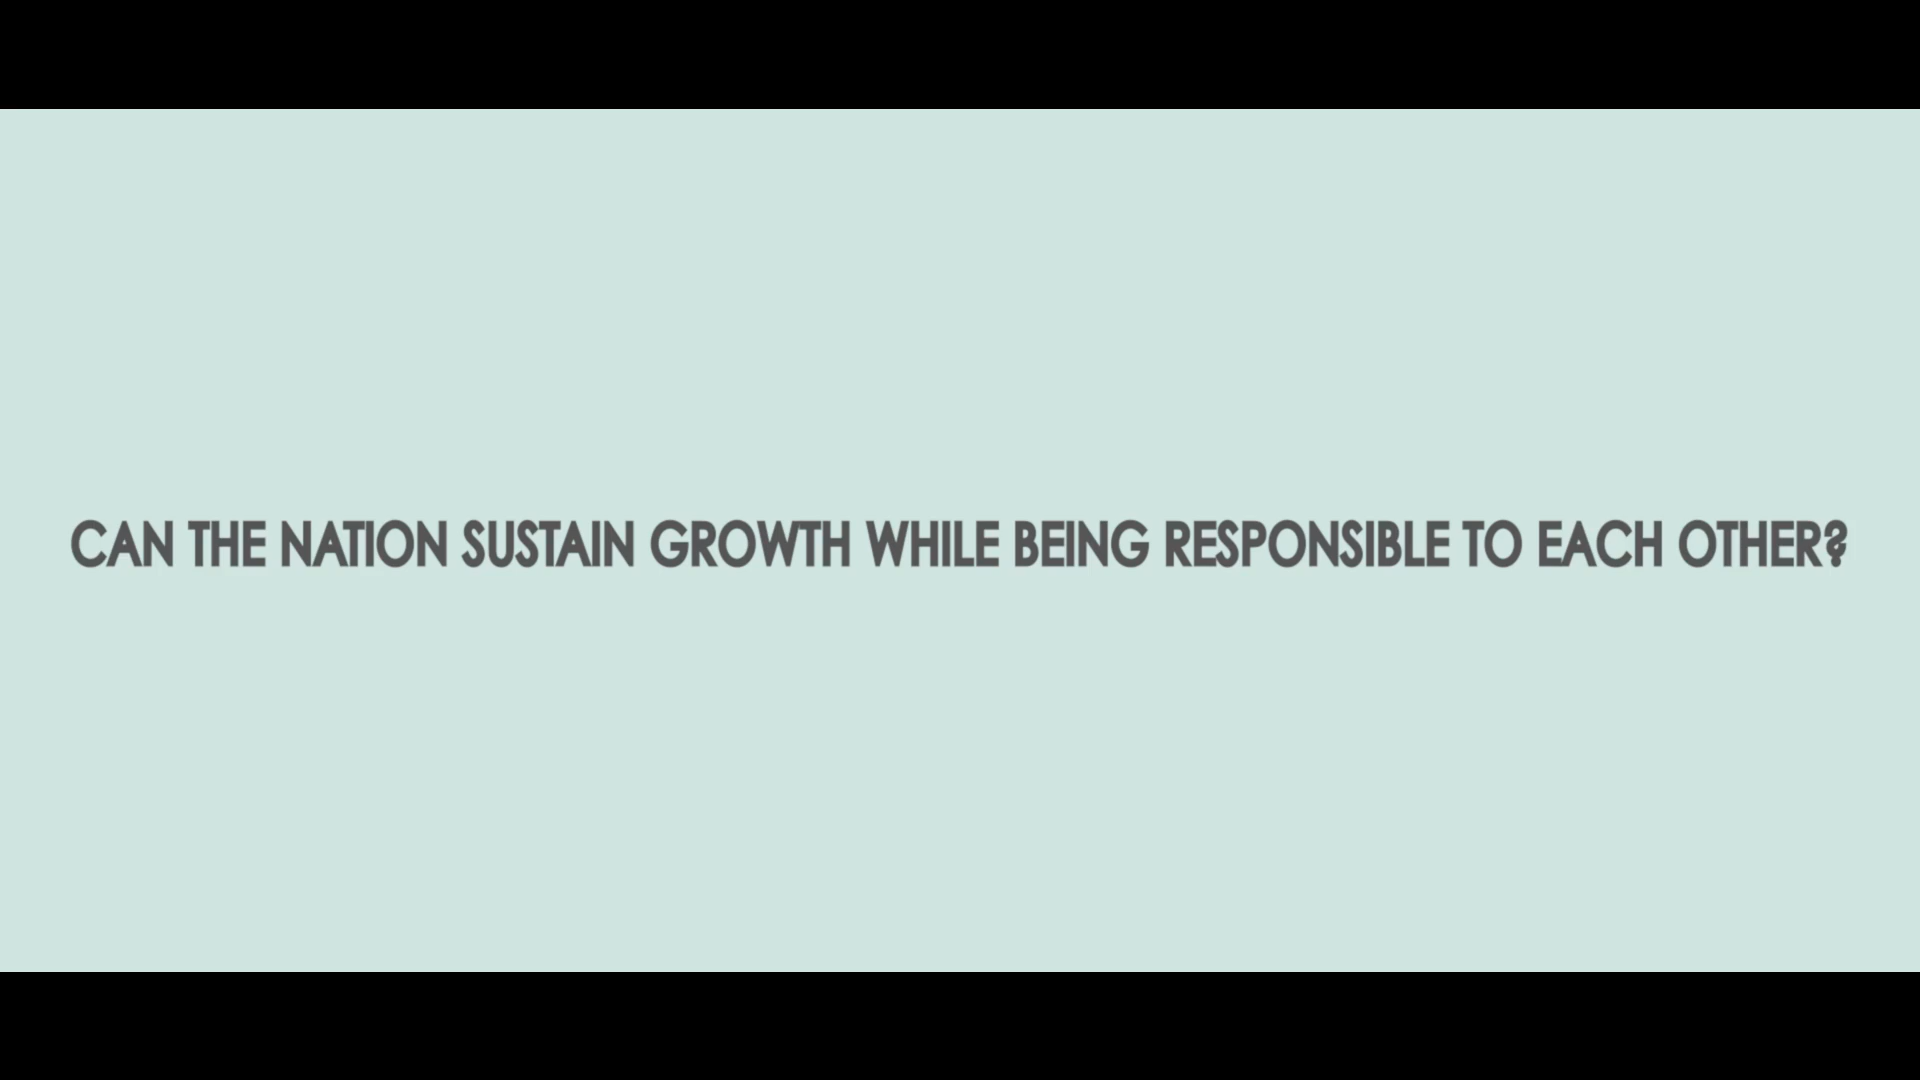 CAN THE NATION SUSTAIN GROWTH WHILE BEING RESPONSIBLE TO EACH OTHER?